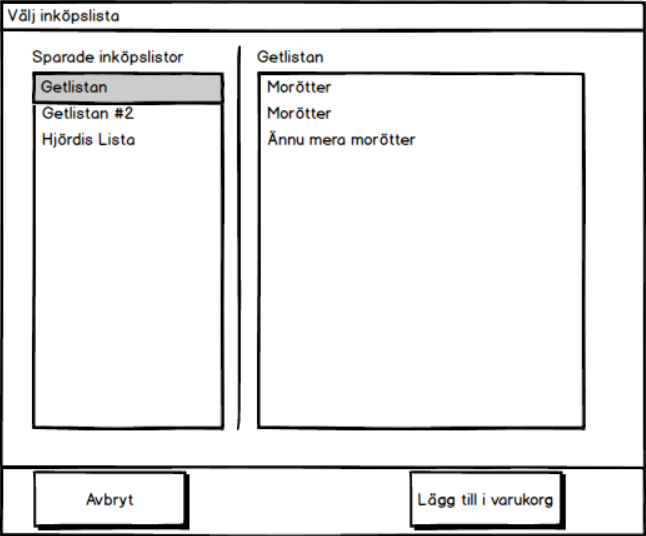 Välj inköpslista
Sparade inköpslistor
Getlistan
Getlistan #2
Hjördis Lista
Getlistan
Morötter
Morötter
Ännu mera morötter
Avbryt
Lägg till i varukorg